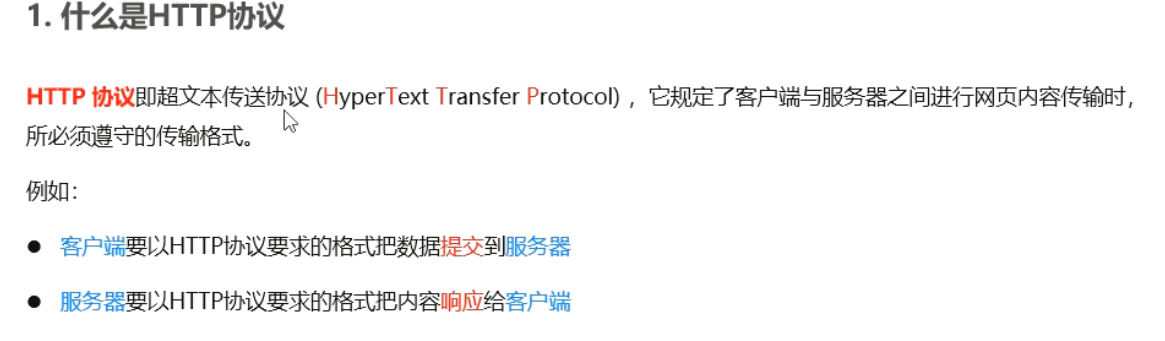 1. 什么是HTTP协议
HTTP 协议即超文本传送协议 (HyperText Transfer Protocol) ，它规定了客户端与服务器之间进行网页内容传输时，
所必须遵守的传输格式。
例如：
● 客户端要以HTTP协议要求的格式把数据提交到服务器
● 服务器要以HTTP协议要求的格式把内容响应给客户端